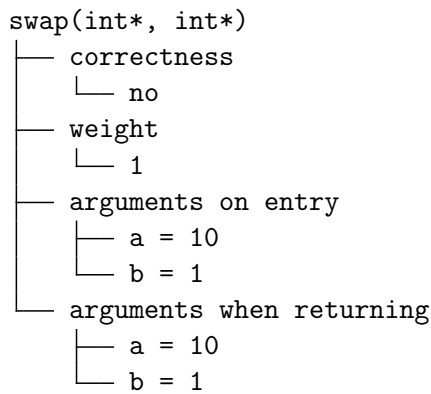 swap(int*, int*)
correctness
no
weight
1
arguments on entry
a = 10
b = 1
arguments when returning
a = 10
b = 1